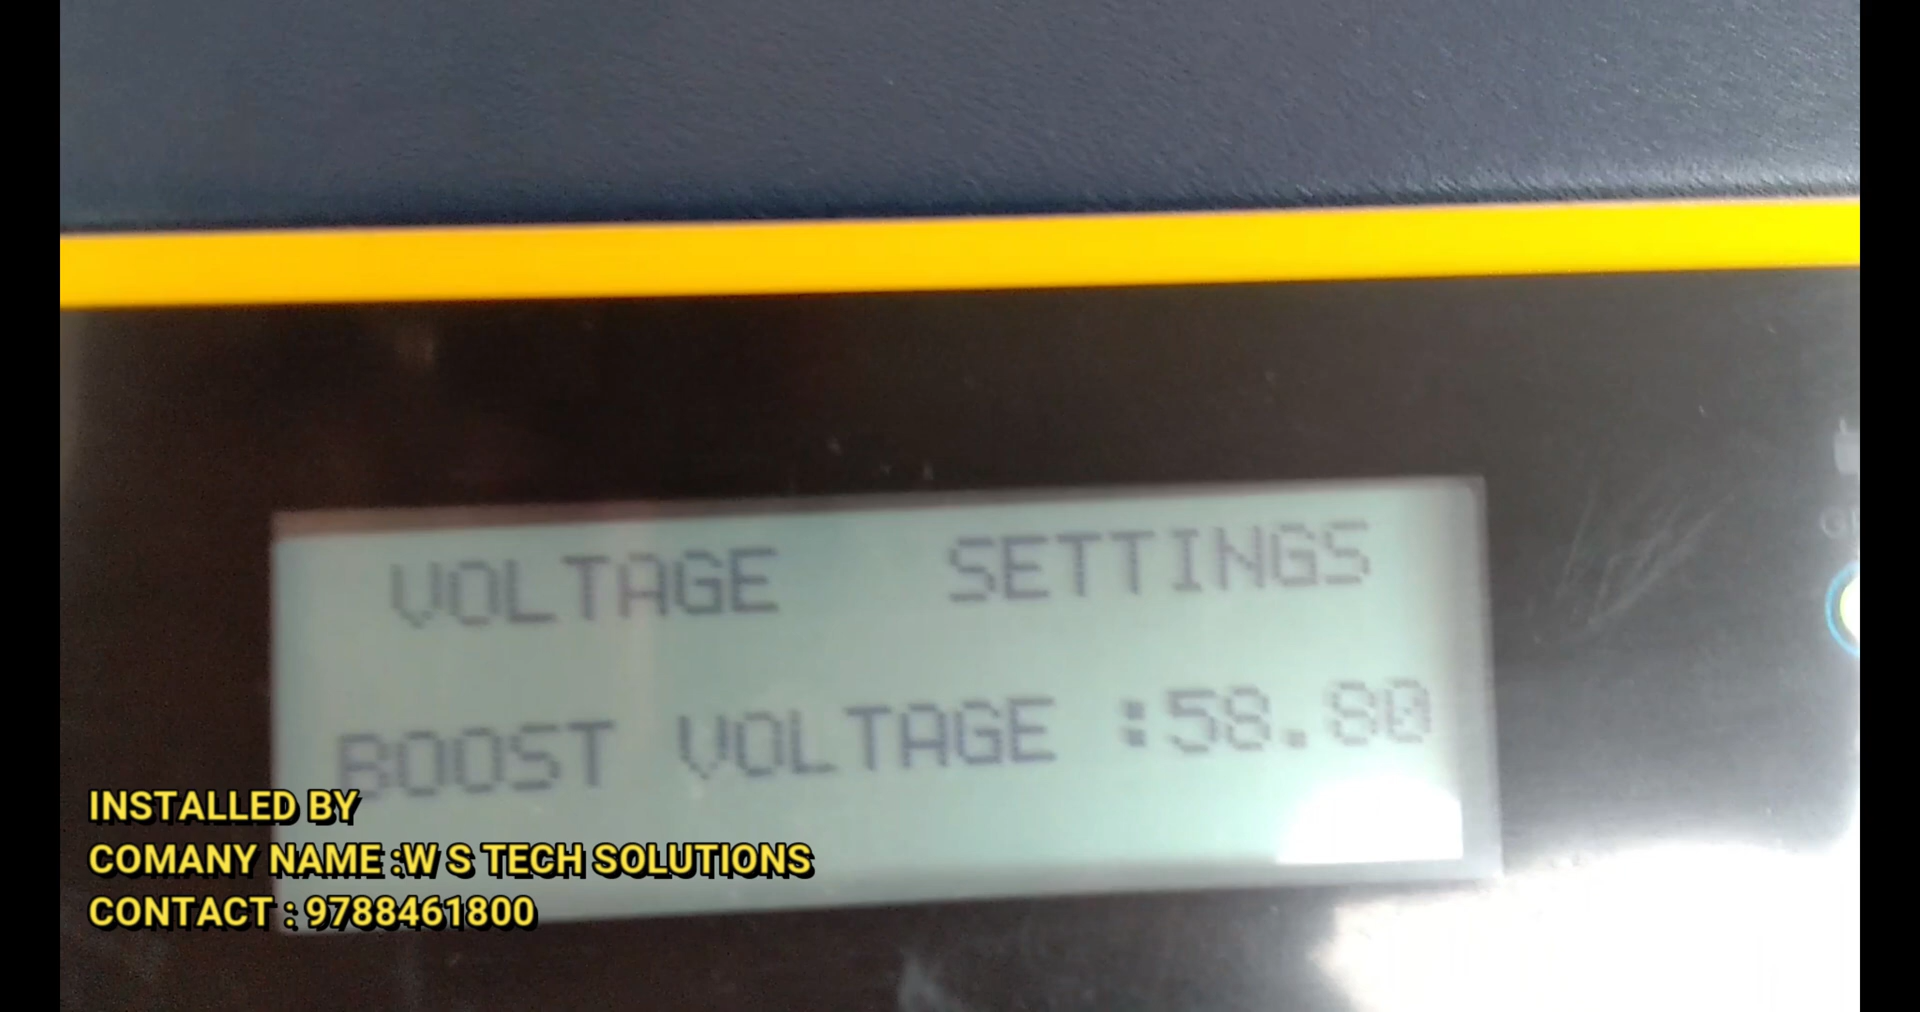 VOLTAGE SETTINGS
BOOST VOLTAGE :58.80
INSTALLED BY
COMANY NAME :W S TECH SOLUTIONS
CONTACT : 9788461800